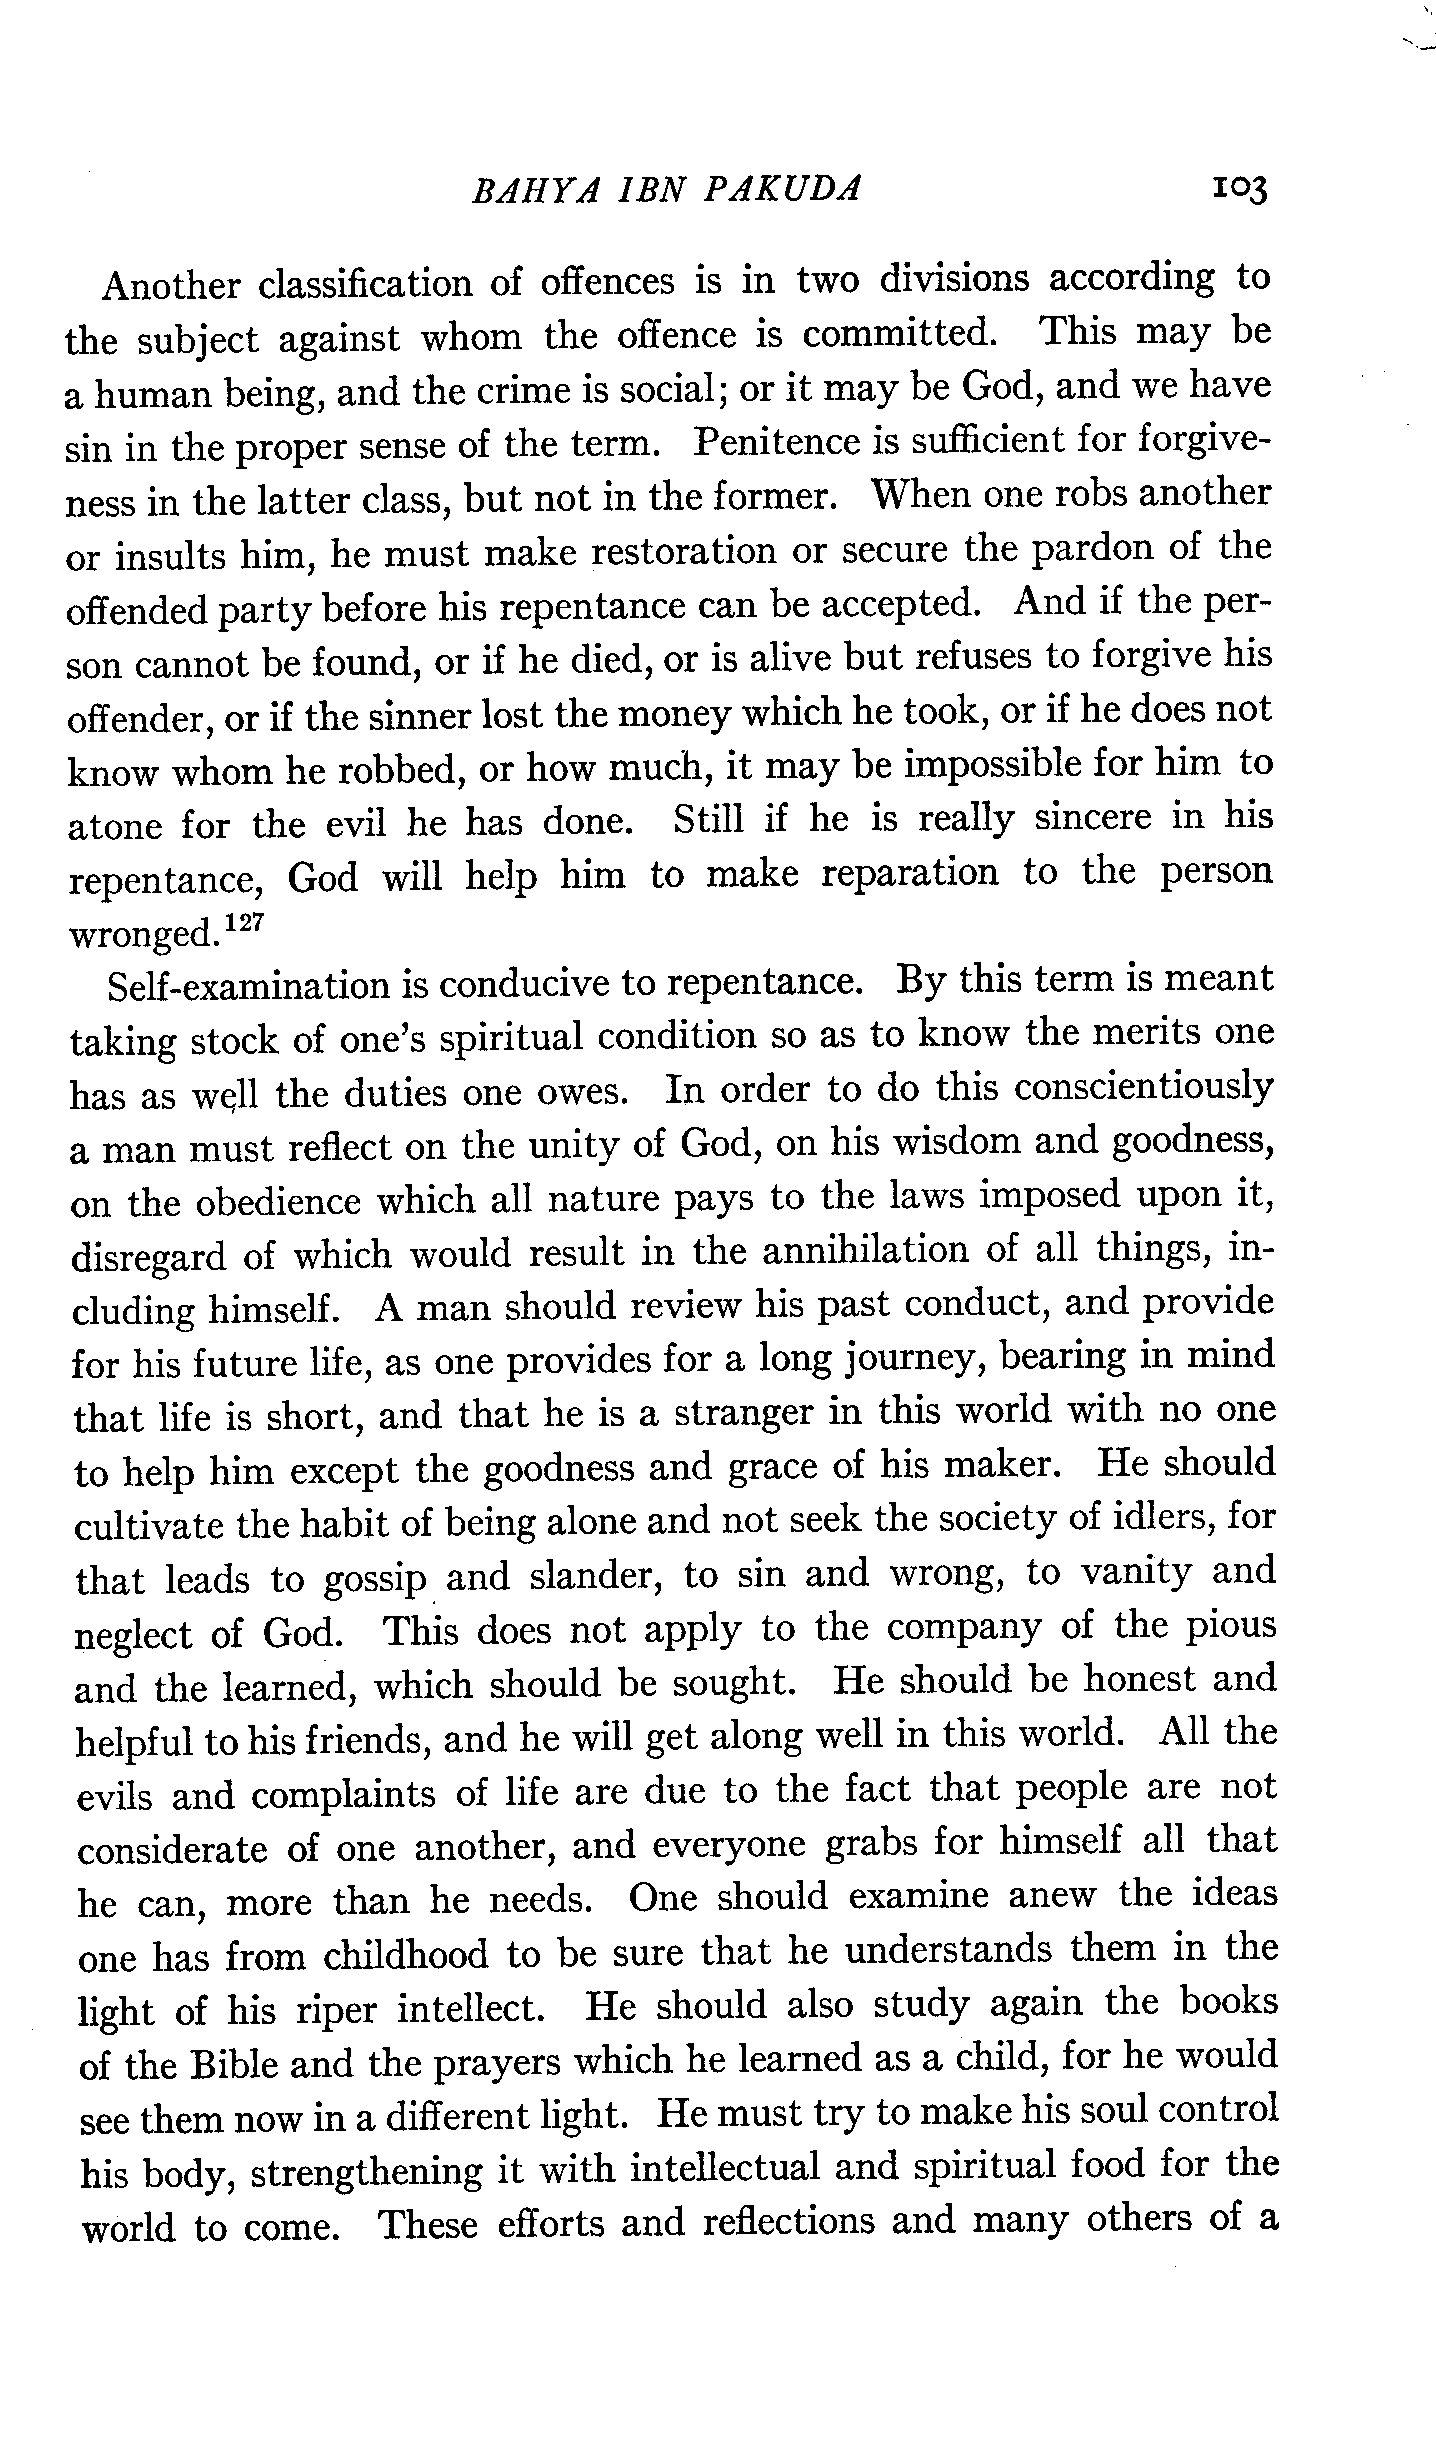 BAHYA IBN PAKUDA 103
Another classification of offences is in two divisions according to
the subject against whom the offence is committed. This may be
a human being, and the crime is social; or it may be God, and we have
sin in the proper sense of the term. Penitence is sufficient for forgive-
ness in the latter class, but not in the former. When one robs another
or insults him, he must make restoration or secure the pardon of the
offended party before his repentance can be accepted. And if the per-
son cannot be found, or if he died, or is alive but refuses to forgive his
offender, or if the sinner lost the money which he took, or if he does not
know whom he robbed, or how much, it may be impossible for him to
atone for the evil he has done. Still if he is really sincere in his
repentance, God will help him to make reparation to the person
wronged.127
Self-examination is conducive to repentance. By this term is meant
taking stock of one's spiritual condition so as to know the merits one
has as well the duties one owes. In order to do this conscientiously
a man must reflect on the unity of God, on his wisdom and goodness,
on the obedience which all nature pays to the laws imposed upon it,
disregard of which would result in the annihilation of all things, in-
cluding himself. A man should review his past conduct, and provide
for his future life, as one provides for a long journey, bearing in mind
that life is short, and that he is a stranger in this world with no one
to help him except the goodness and grace of his maker. He should
cultivate the habit of being alone and not seek the society of idlers, for
that leads to gossip and slander, to sin and wrong, to vanity and
neglect of God. This does not apply to the company of the pious
and the learned, which should be sought. He should be honest and
helpful to his friends, and he will get along well in this world. All the
evils and complaints of life are due to the fact that people are not
considerate of one another, and everyone grabs for himself all that
he can, more than he needs. One should examine anew the ideas
one has from childhood to be sure that he understands them in the
light of his riper intellect. He should also study again the books
of the Bible and the prayers which he learned as a child, for he would
see them now in a different light. He must try to make his soul control
his body, strengthening it with intellectual and spiritual food for the
world to come. These efforts and reflections and many others of a